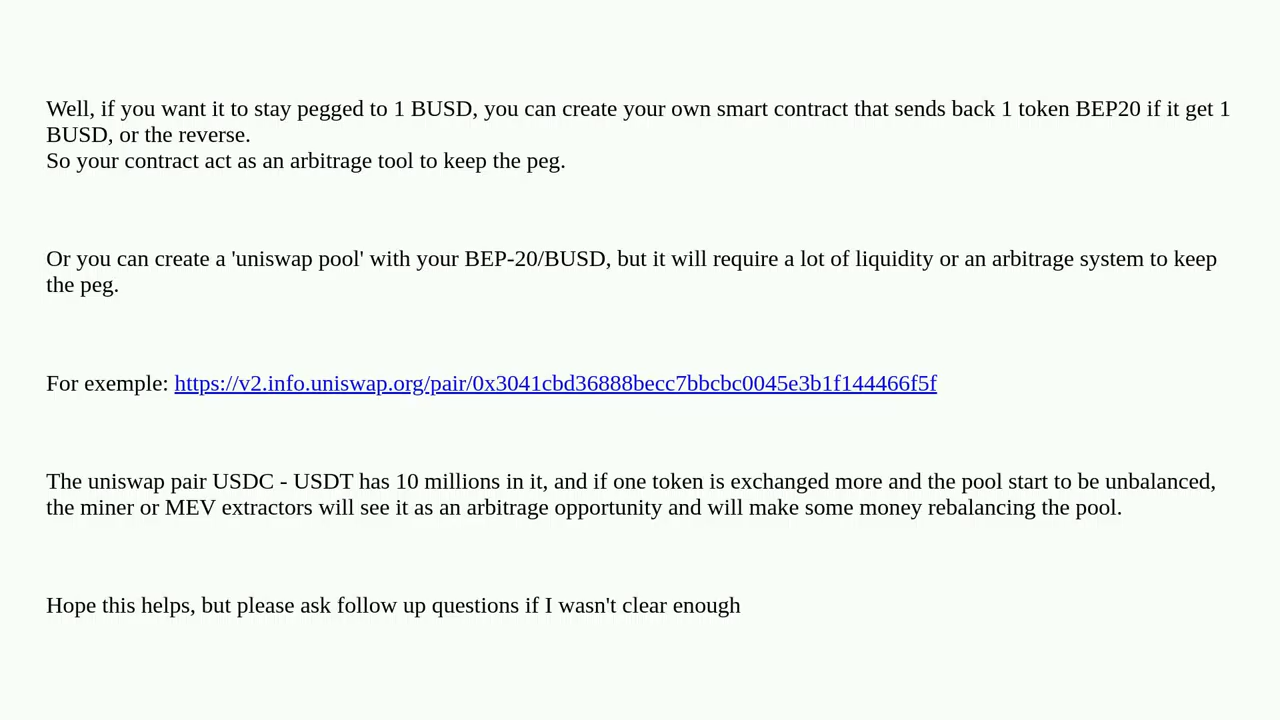 Well, if you want it to stay pegged to 1 BUSD, you can create your own smart contract that sends back 1 token BEP20 if it get 1
BUSD, or the reverse.
So your contract act as an arbitrage tool to keep the peg.
Or you can create a 'uniswap pool' with your BEP-20/BUSD, but it will require a lot of liquidity or an arbitrage system to keep
the peg.
For exemple: https://v2.info.uniswap.org/pair/0x3041cbd36888becc7bbcbc0045e3b1f144466f5f
The uniswap pair USDC - USDT has 10 millions in it, and if one token is exchanged more and the pool start to be unbalanced,
the miner or MEV extractors will see it as an arbitrage opportunity and will make some money rebalancing the pool.
Hope this helps, but please ask follow up questions if I wasn't clear enough